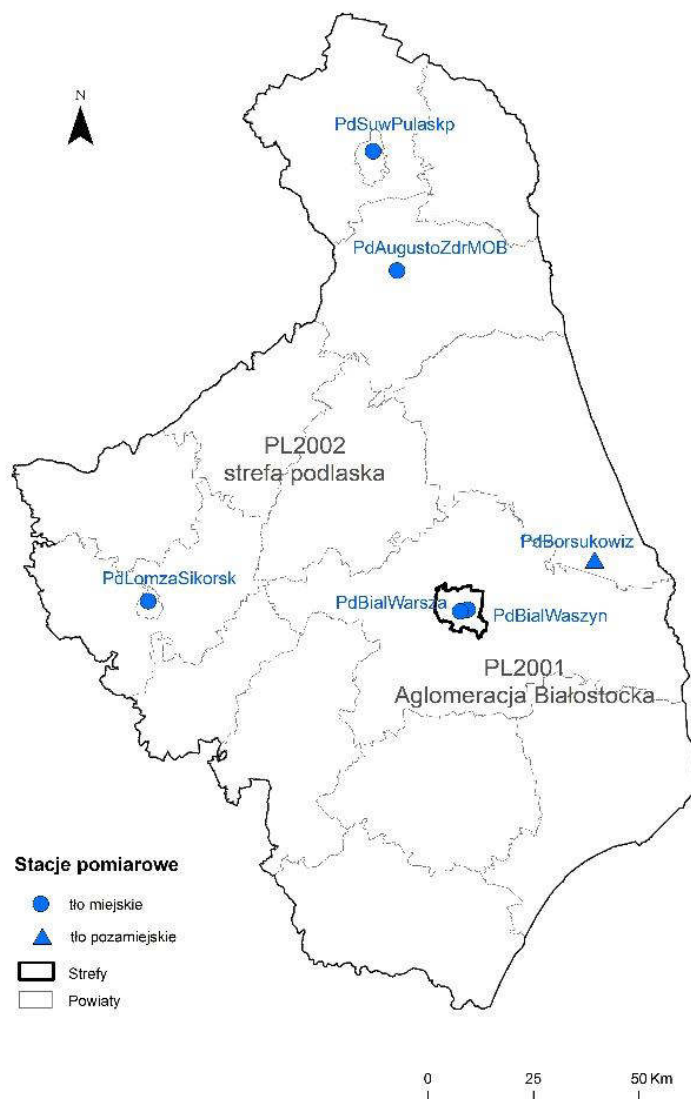 N
PdSuwPulaskp
PdAugustoZdrMOB
PL2002
strefa podlaska
PdBorsukowiz
PdLomzaSikorsk
PdBialWarsza
PdBialWaszyn
PL2001
Aglomeracja Białostocka
Stacje pomiarowe
tło miejskie
tło pozamiejskie
Strefy
Powiaty
0 25 50 Km